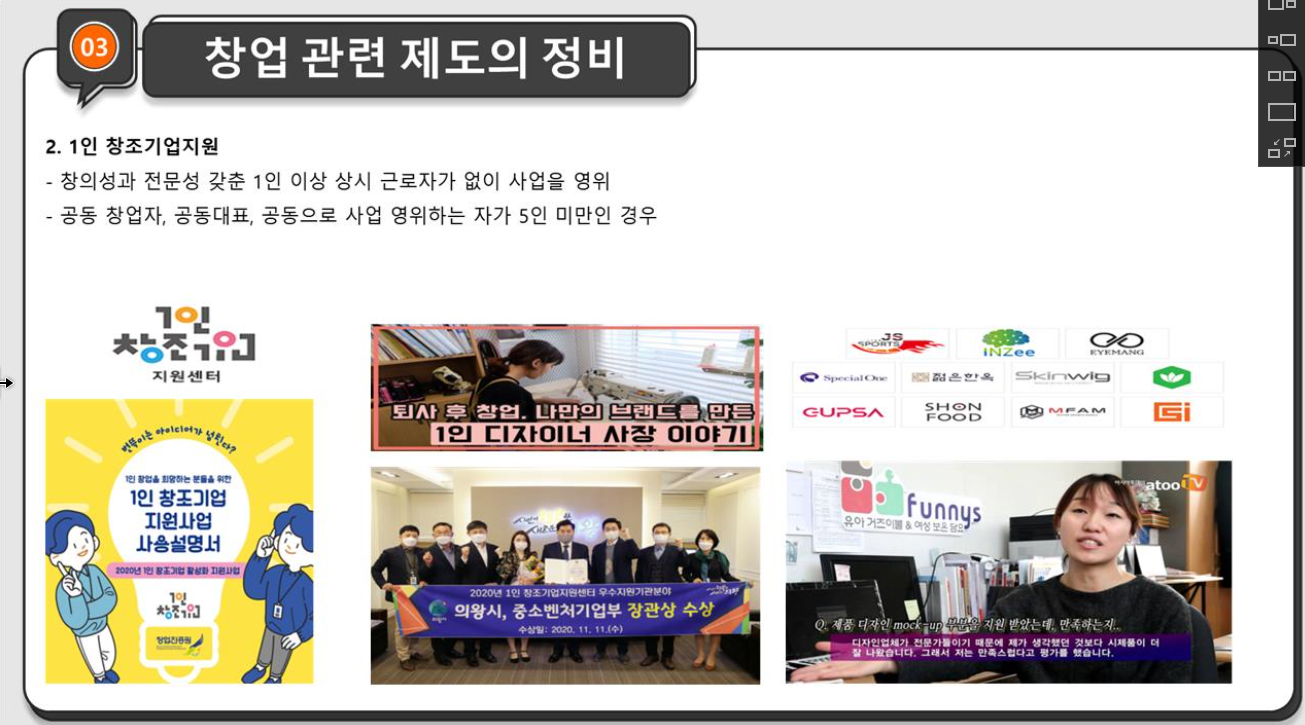 03
창업 관련 제도의 정비
2. 1인 창조기업지원
- 창의성과 전문성 갖춘 1인 이상 상시 근로자가 없이 사업을 영위
- 공동 창업자, 공동대표, 공동으로 사업 영위하는 자가 5인 미만인 경우
1인
창조기업
지원센터
번뜩이는 아이디어가 넘친다?
1인 창업을 희망하는 분들을 위한
1인 창조기업
지원사업
사용설명서
2020년 1인 창조기업 활성화 지원사업
1인
창조기업
창업진흥원
퇴사 후 창업. 나만의 브랜드를 만든
1인 디자이너 사장 이야기
2020년 1인 창조기업지원센터 우수지원기관분야
의왕시, 중소벤처기업부 장관상 수상
수상일: 2020. 11. 11.(수)
JS
SPORTS
iNZee
EYEMANG
Special One
젊은한옥
Skinwig
GUPSA
SHON
FOOD
MFAM
Gi
funnys
유아 거즈이불 & 여성 보온 담요
atoo TV
Q. 제품 디자인 mock-up 부분을 지원 받았는데, 만족하는지..
디자인업체가 전문가들이기 때문에 제가 생각했던 것보다 시제품이 더
잘 나왔습니다. 그래서 저는 만족스럽다고 평가를 했습니다.